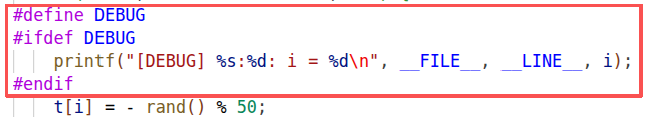 #define DEBUG
#ifdef DEBUG
printf("[DEBUG] %s:%d: i = %d\n", __FILE__, __LINE__, i);
#endif
t[i] = - rand() % 50;